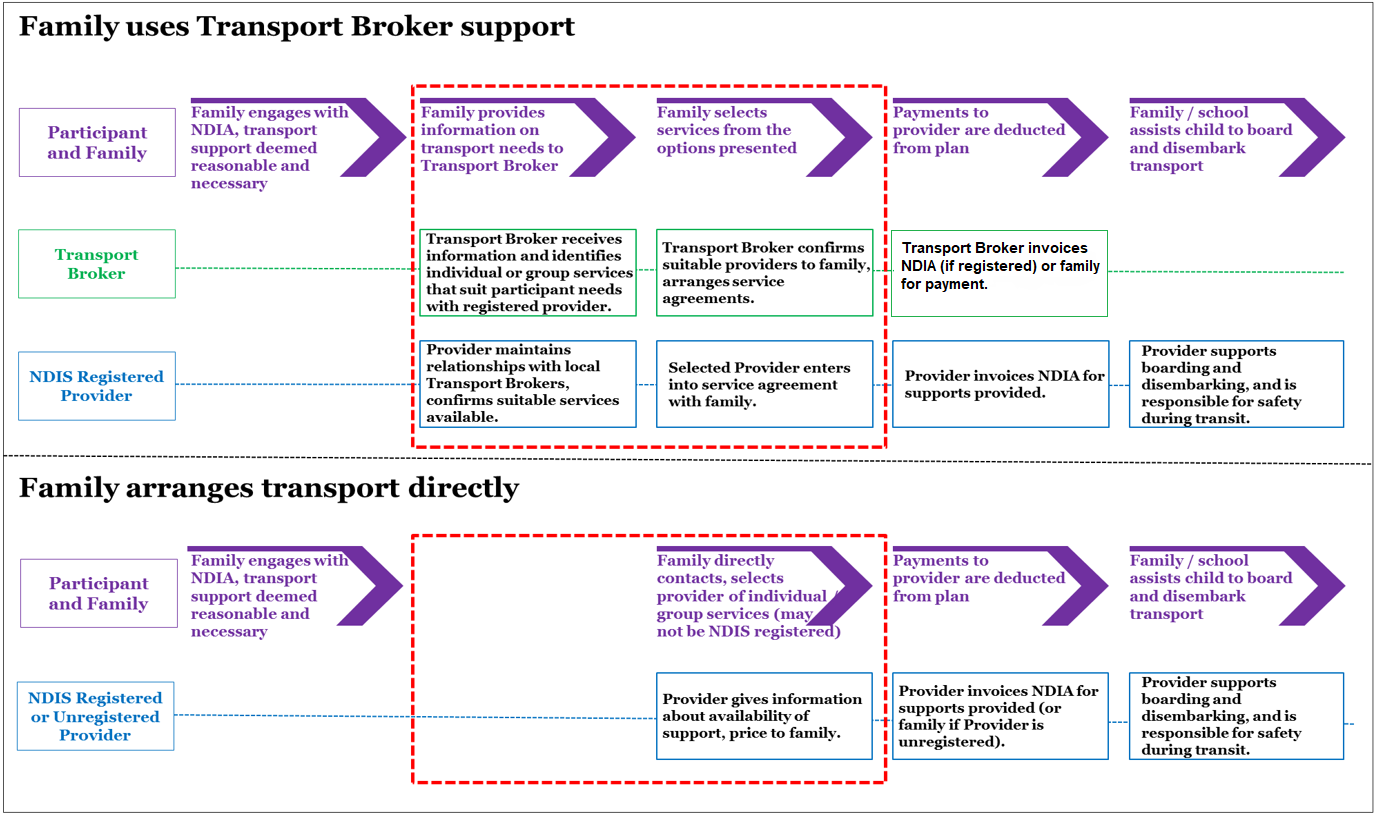 Family uses Transport Broker support
Participant
and Family
Family engages with
NDIA, transport
support deemed
reasonable and
necessary
Family provides
information on
transport needs to
Transport Broker
Family selects
services from the
options presented
Payments to
provider are deducted
from plan
Family / school
assists child to board
and disembark
transport
Transport
Broker
Transport Broker receives
information and identifies
individual or group services
that suit participant needs
with registered provider.
Transport Broker confirms
suitable providers to family,
arranges service
agreements.
Transport Broker invoices
NDIA (if registered) or family
for payment.
NDIS Registered
Provider
Provider maintains
relationships with local
Transport Brokers,
confirms suitable services
available.
Selected Provider enters
into service agreement
with family.
Provider invoices NDIA for
supports provided.
Provider supports
boarding and
disembarking, and is
responsible for safety
during transit.
Family arranges transport directly
Participant
and Family
Family engages with
NDIA, transport
support deemed
reasonable and
necessary
Family directly
contacts, selects
provider of individual /
group services (may
not be NDIS registered)
Payments to
provider are deducted
from plan
Family / school
assists child to board
and disembark
transport
NDIS Registered
or Unregistered
Provider
Provider gives information
about availability of
support, price to family.
Provider invoices NDIA for
supports provided (or
family if Provider is
unregistered).
Provider supports
boarding and
disembarking, and is
responsible for safety
during transit.